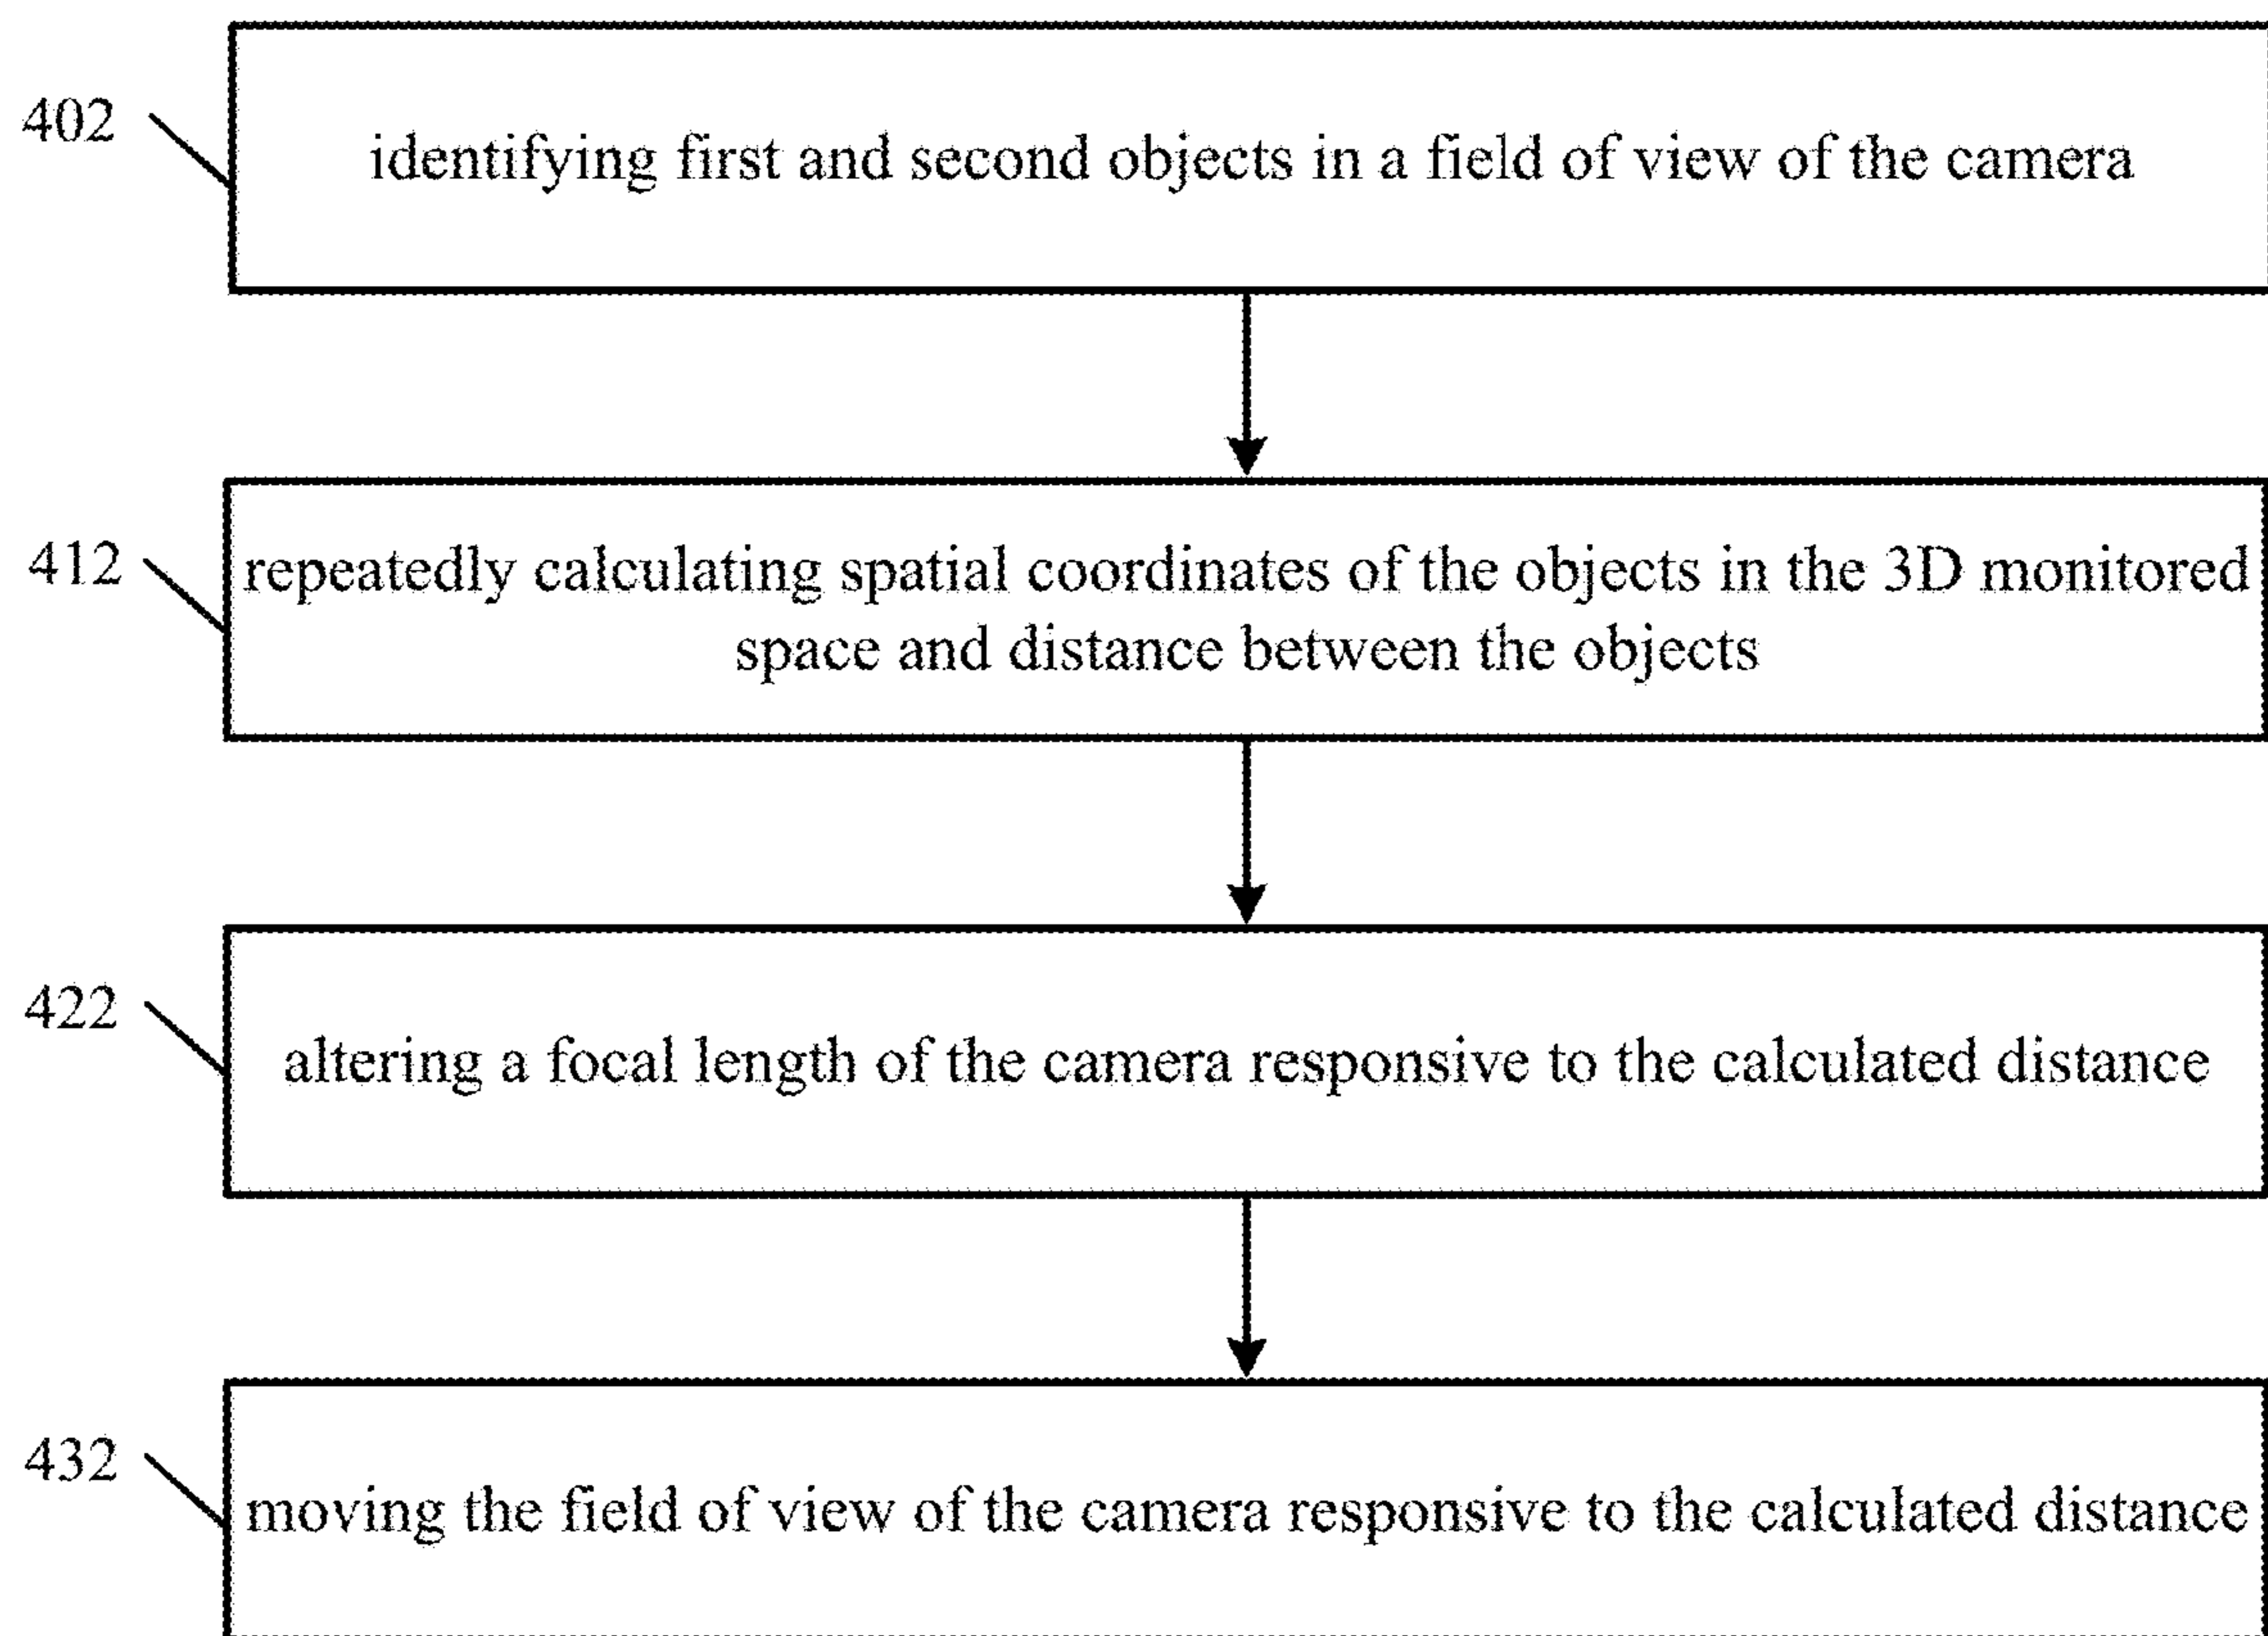 402
identifying first and second objects in a field of view of the camera
412
repeatedly calculating spatial coordinates of the objects in the 3D monitored
space and distance between the objects
422
altering a focal length of the camera responsive to the calculated distance
432
moving the field of view of the camera responsive to the calculated distance